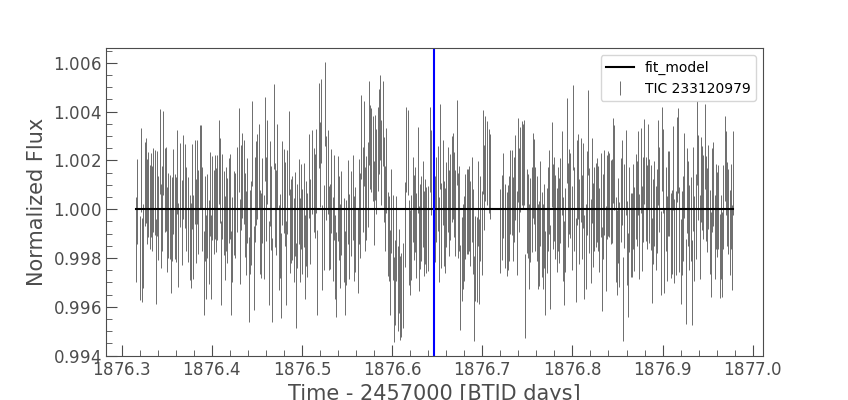 fit_model
TIC 233120979
1.006
1.004
1.002
1.000
0.998
0.996
0.994
Normalized Flux
1876.3 1876.4 1876.5 1876.6 1876.7 1876.8 1876.9 1877.0
Time - 2457000 [BTJD days]